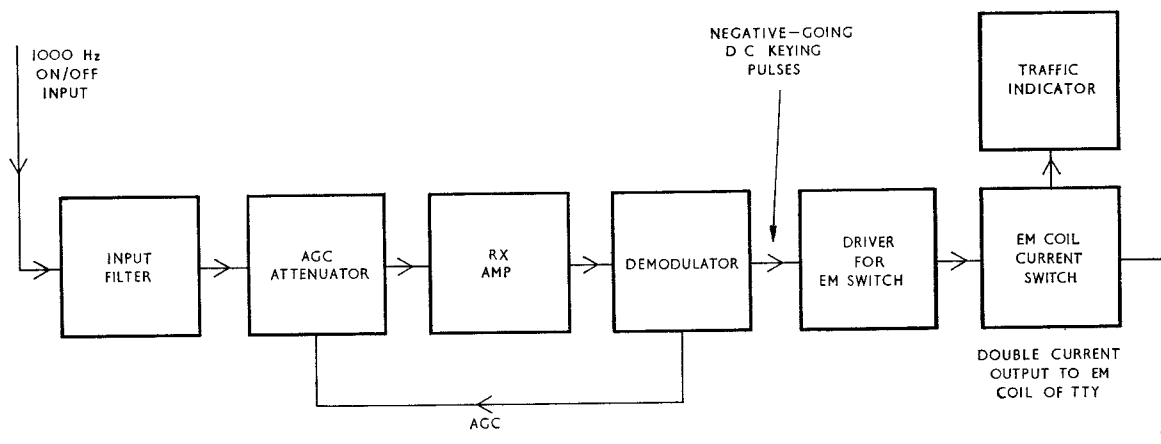 1000 Hz
ON/OFF
INPUT
NEGATIVE-GOING
D C KEYING
PULSES
TRAFFIC
INDICATOR
INPUT
FILTER
AGC
ATTENUATOR
RX
AMP
DEMODULATOR
DRIVER
FOR
EM SWITCH
EM COIL
CURRENT
SWITCH
DOUBLE CURRENT
OUTPUT TO EM
COIL OF TTY
AGC